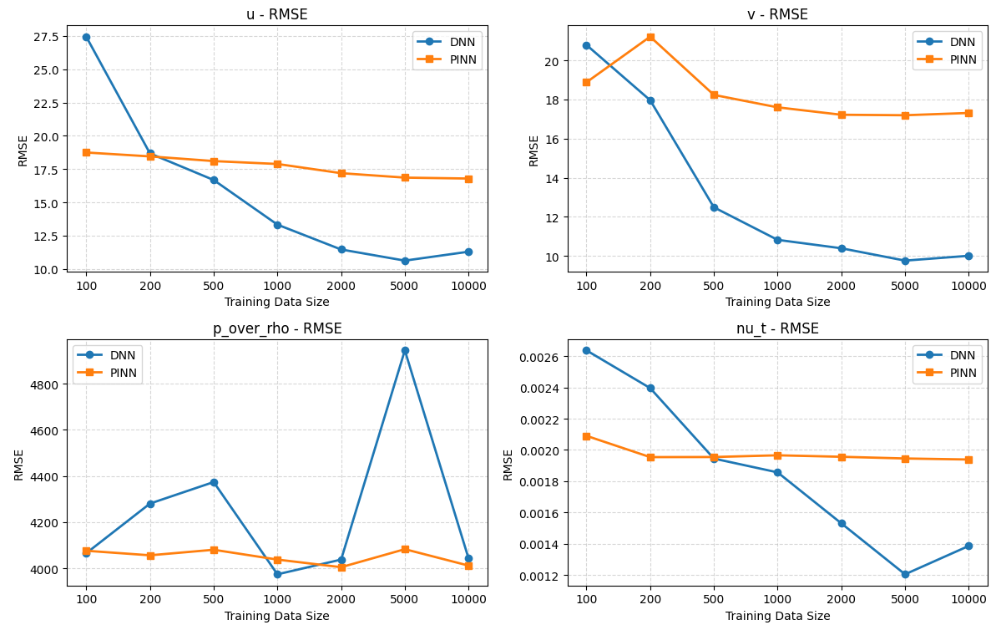 u - RMSE
27.5
25.0
22.5
20.0
17.5
15.0
12.5
10.0
RMSE
100 200 500 1000 2000 5000 10000
Training Data Size
DNN
PINN
v - RMSE
20
18
16
14
12
10
RMSE
100 200 500 1000 2000 5000 10000
Training Data Size
DNN
PINN
p_over_rho - RMSE
4800
4600
4400
4200
4000
RMSE
100 200 500 1000 2000 5000 10000
Training Data Size
DNN
PINN
nu_t - RMSE
0.0026
0.0024
0.0022
0.0020
0.0018
0.0016
0.0014
0.0012
RMSE
100 200 500 1000 2000 5000 10000
Training Data Size
DNN
PINN